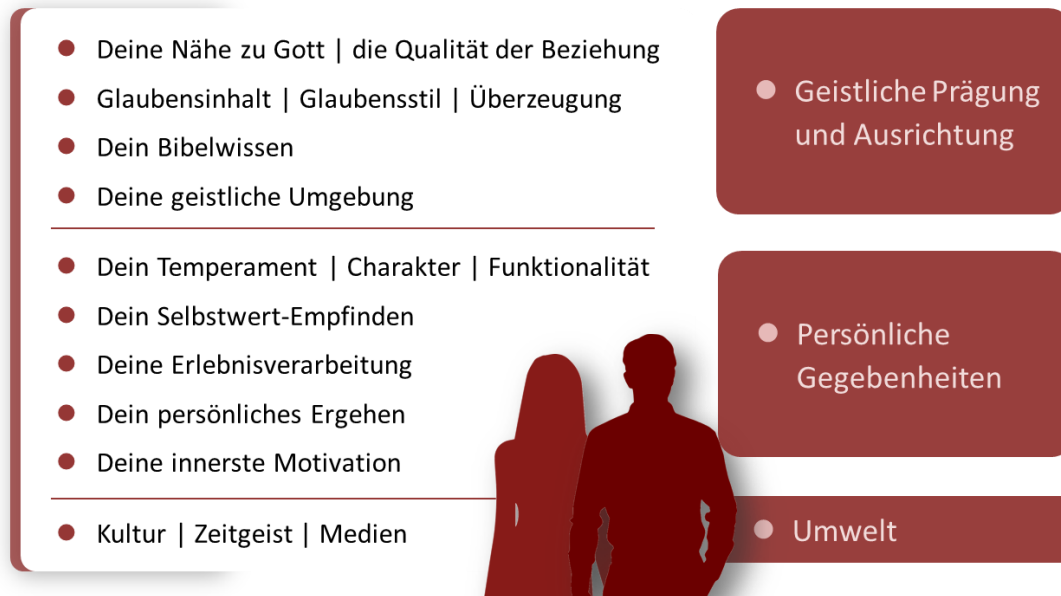 Deine Nähe zu Gott | die Qualität der Beziehung
Glaubensinhalt | Glaubensstil | Überzeugung
Dein Bibelwissen
Deine geistliche Umgebung
Geistliche Prägung
und Ausrichtung
Dein Temperament | Charakter | Funktionalität
Dein Selbstwert-Empfinden
Deine Erlebnisverarbeitung
Dein persönliches Ergehen
Deine innerste Motivation
Persönliche
Gegebenheiten
Kultur | Zeitgeist | Medien
Umwelt